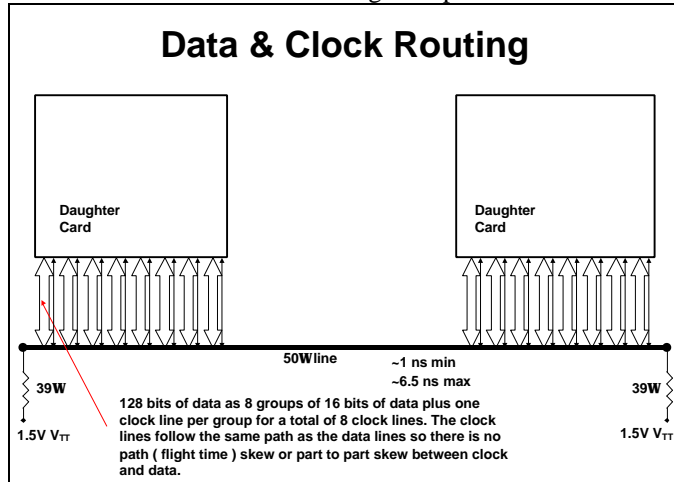 Data & Clock Routing
Daughter
Card
Daughter
Card
50W line
~1 ns min
~6.5 ns max
39W
39W
1.5V VTT
1.5V VTT
128 bits of data as 8 groups of 16 bits of data plus one
clock line per group for a total of 8 clock lines. The clock
lines follow the same path as the data lines so there is no
path ( flight time ) skew or part to part skew between clock
and data.